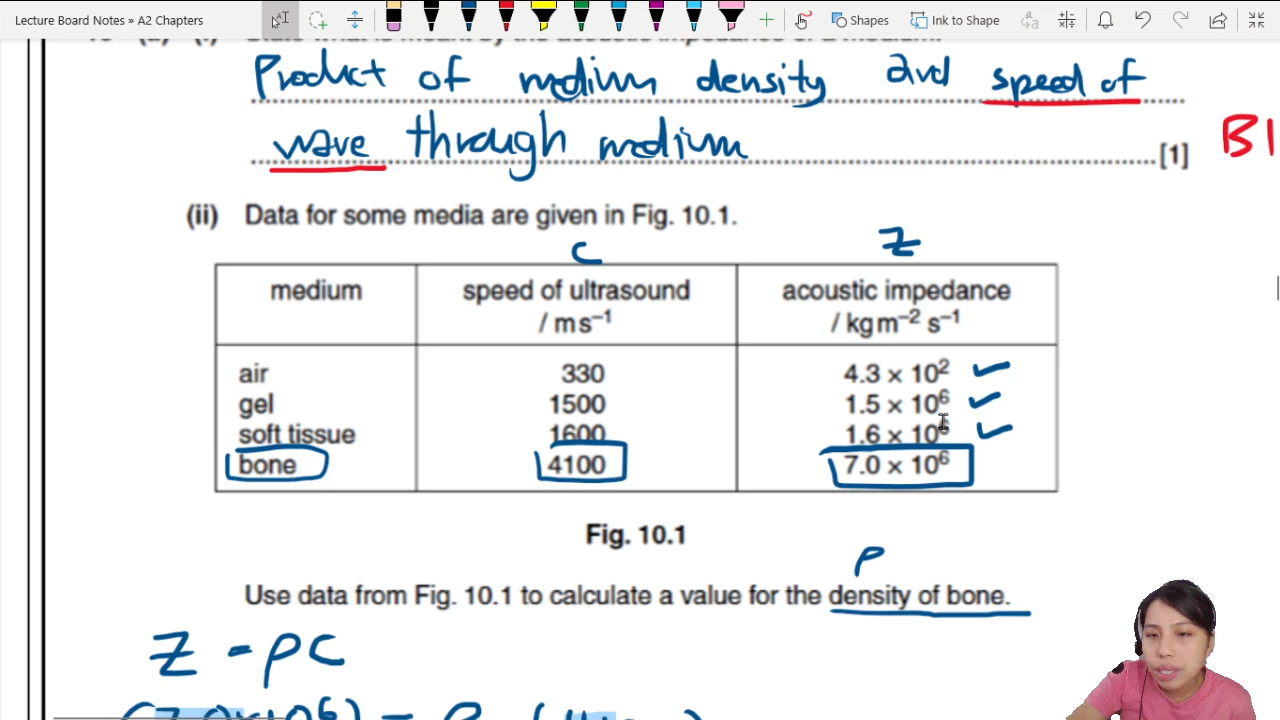 Lecture Board Notes » A2 Chapters
Shapes
Ink to Shape
Product of medium density and speed of
wave through medium [1] B1
(ii) Data for some media are given in Fig. 10.1.
C Z
medium speed of ultrasound acoustic impedance
/ m s⁻¹ / kg m⁻² s⁻¹
air 330 4.3 × 10² ✓
gel 1500 1.5 × 10⁶ ✓
soft tissue 1600 1.6 × 10⁶ ✓
bone 4100 7.0 × 10⁶
Fig. 10.1
ρ
Use data from Fig. 10.1 to calculate a value for the density of bone.
Z = ρC